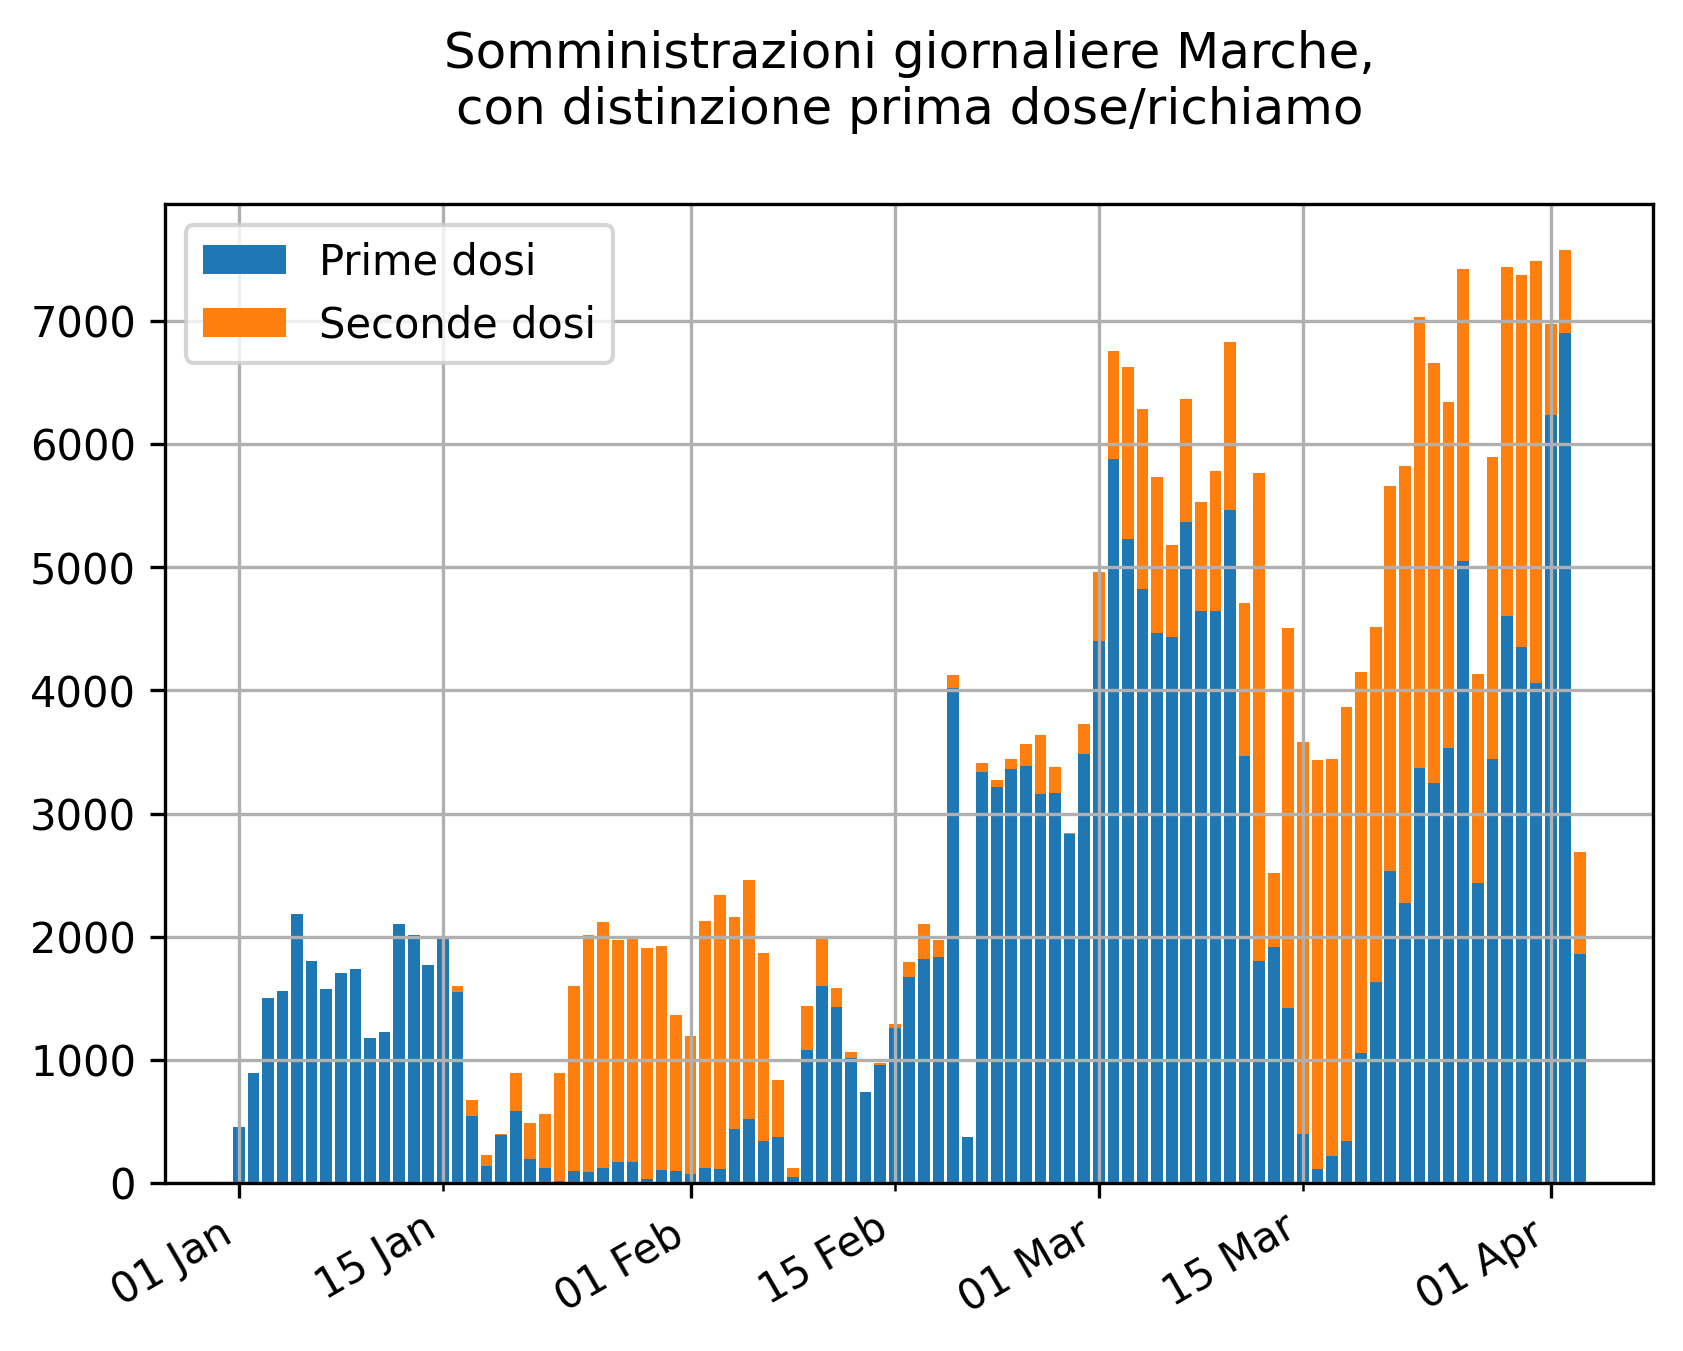 Somministrazioni giornaliere Marche,
con distinzione prima dose/richiamo
Prime dosi
Seconde dosi
7000
6000
5000
4000
3000
2000
1000
0
01 Jan
15 Jan
01 Feb
15 Feb
01 Mar
15 Mar
01 Apr